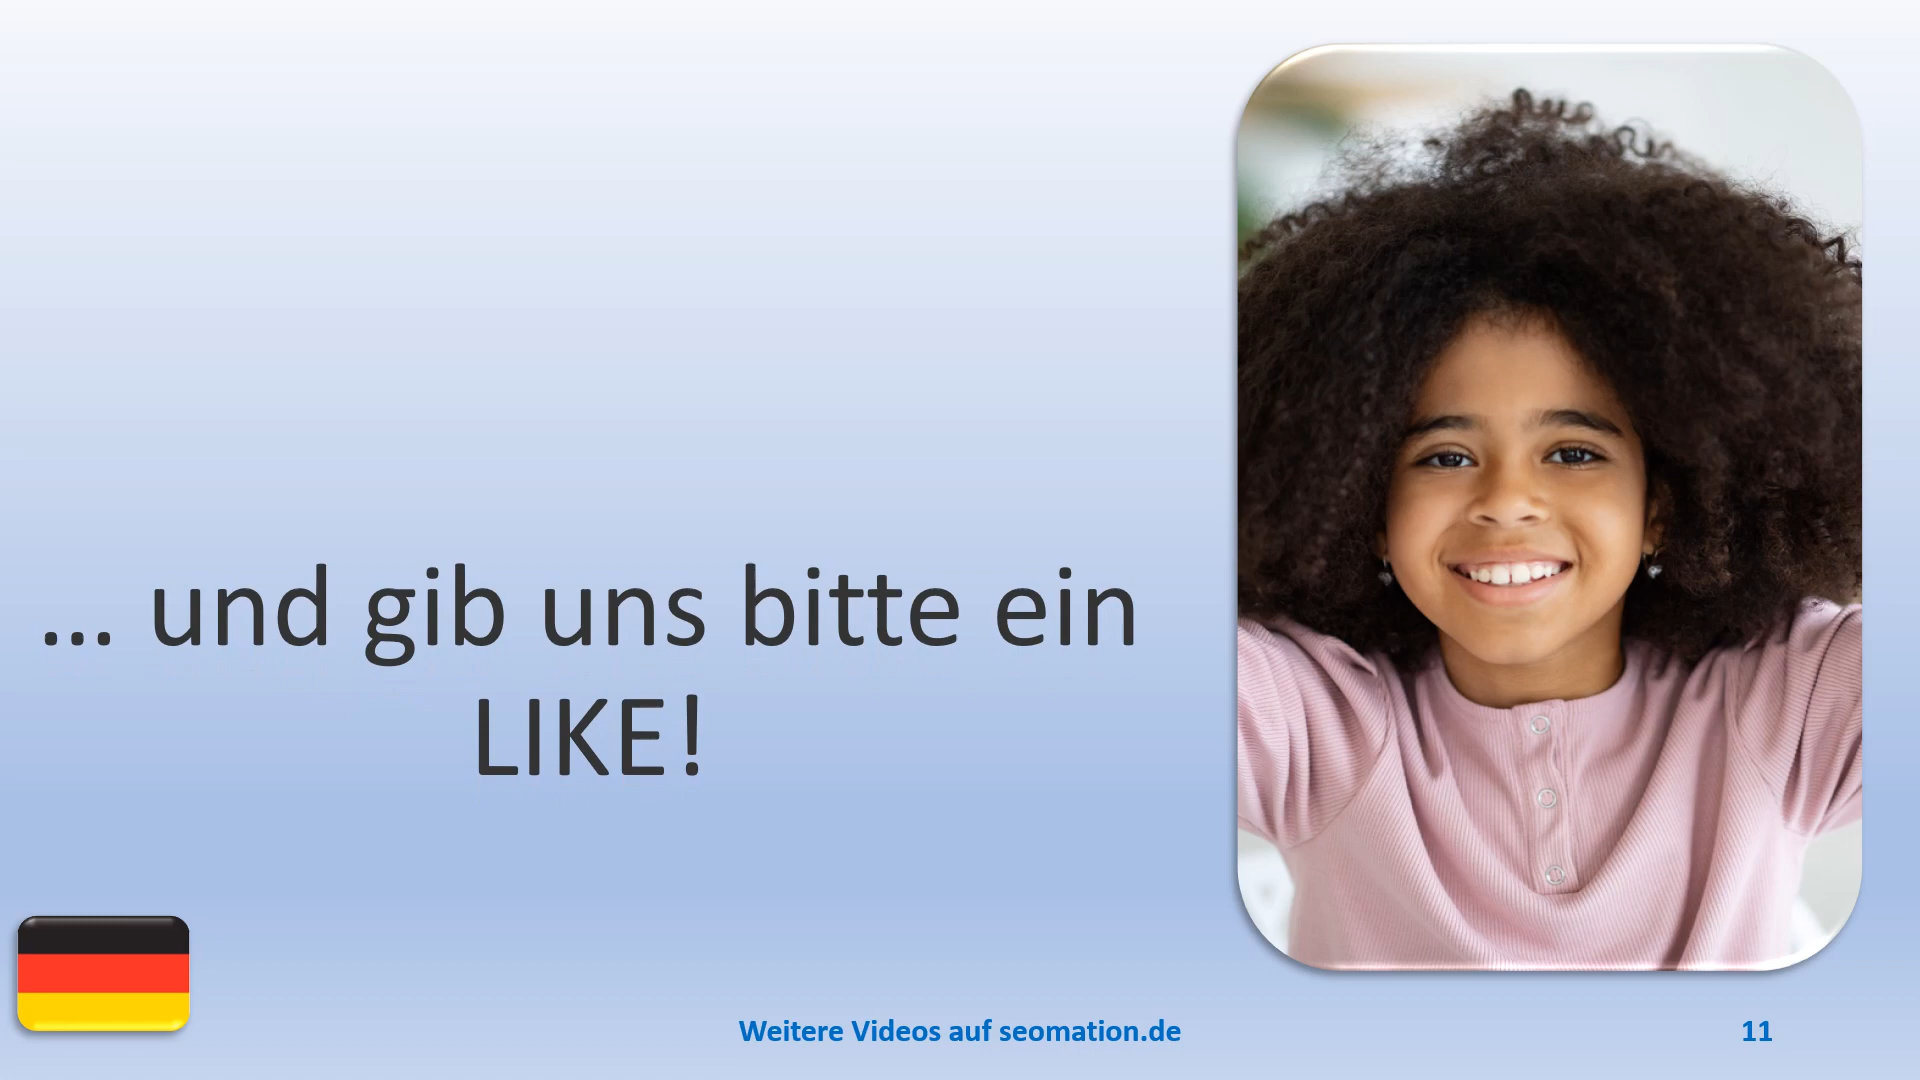 ... und gib uns bitte ein
LIKE!
Weitere Videos auf seomation.de
11